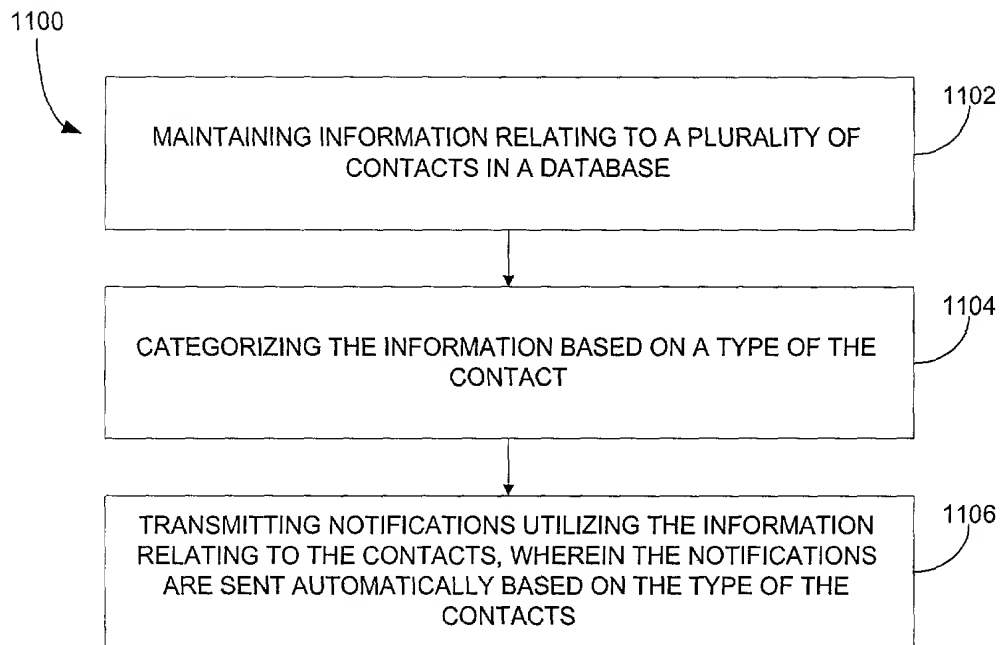 1100
1102
MAINTAINING INFORMATION RELATING TO A PLURALITY OF
CONTACTS IN A DATABASE
1104
CATEGORIZING THE INFORMATION BASED ON A TYPE OF THE
CONTACT
1106
TRANSMITTING NOTIFICATIONS UTILIZING THE INFORMATION
RELATING TO THE CONTACTS, WHEREIN THE NOTIFICATIONS
ARE SENT AUTOMATICALLY BASED ON THE TYPE OF THE
CONTACTS